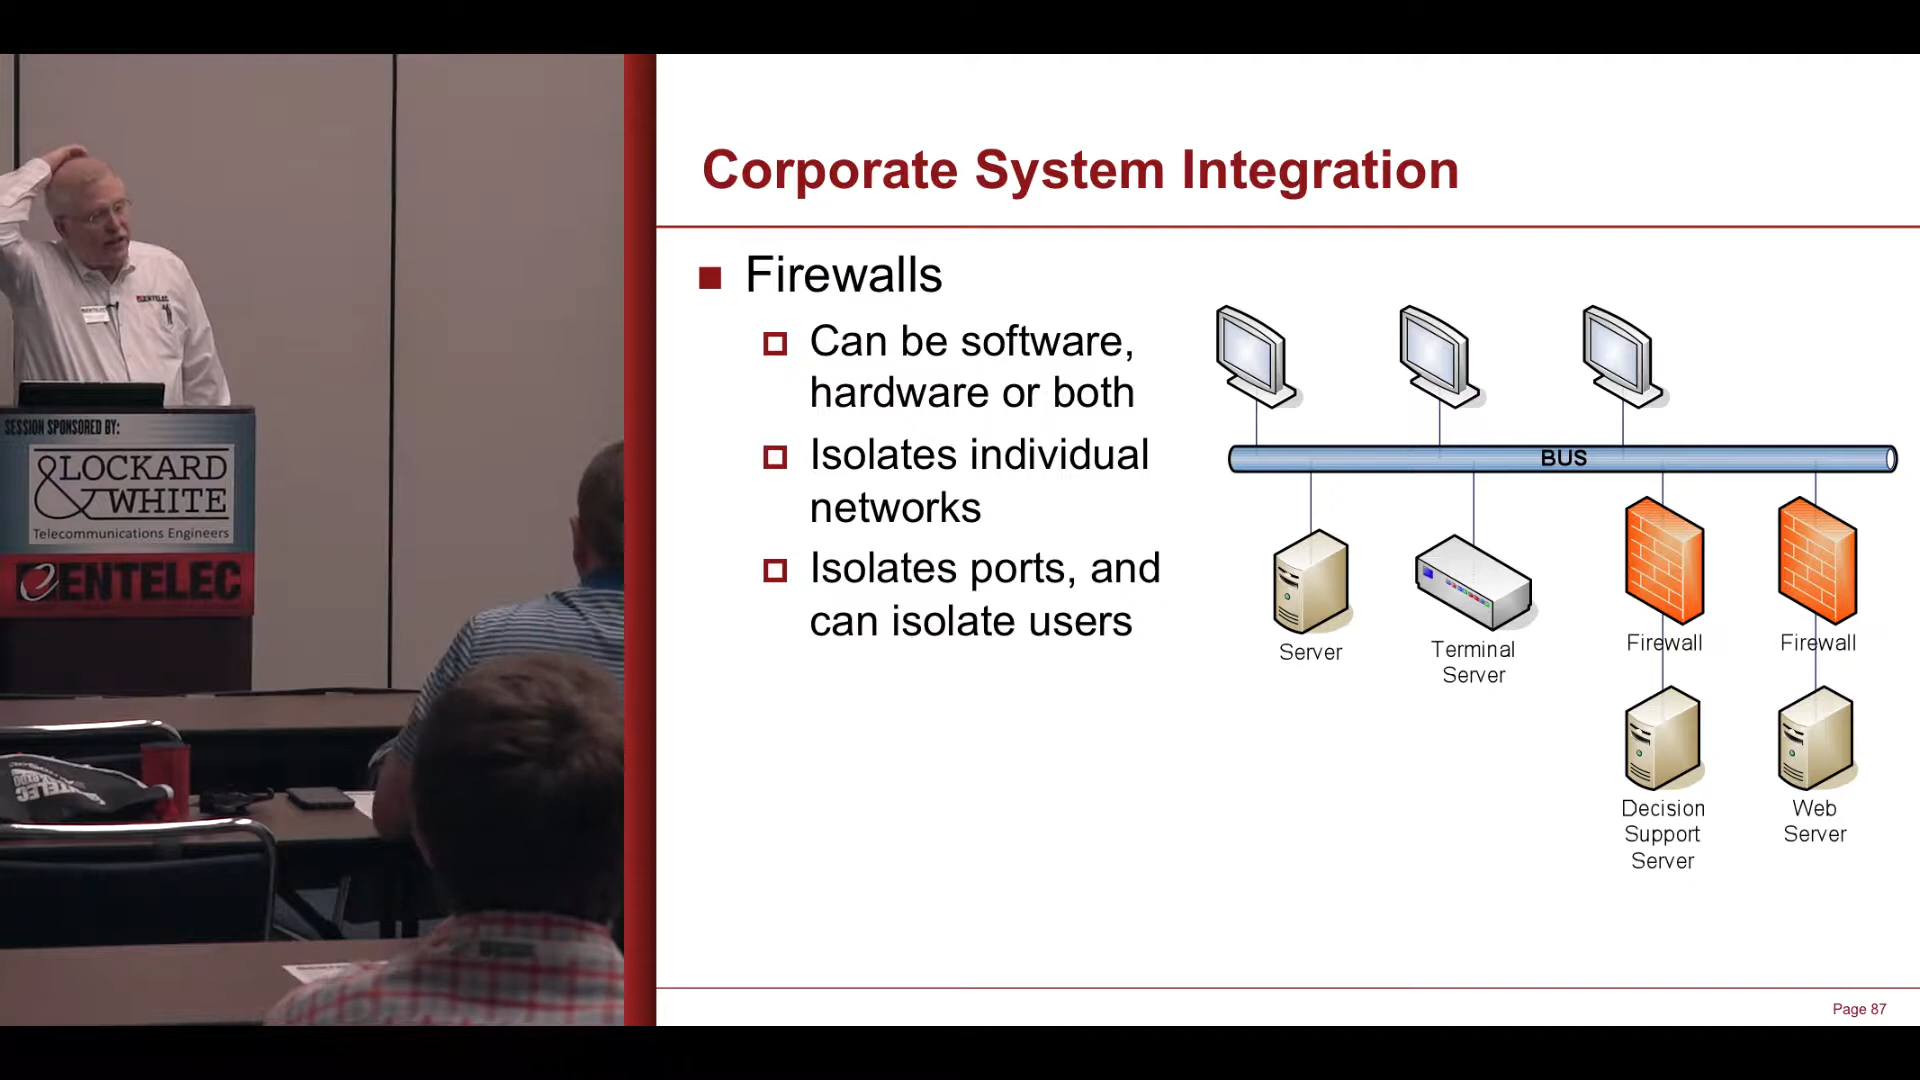 Corporate System Integration
Firewalls
Can be software,
hardware or both
Isolates individual
networks
Isolates ports, and
can isolate users
BUS
Server
Terminal
Server
Firewall
Firewall
Decision
Support
Server
Web
Server
Page 87
ENTELEC
SESSION SPONSORED BY:
LOCKARD
& WHITE
Telecommunications Engineers
ENTELEC